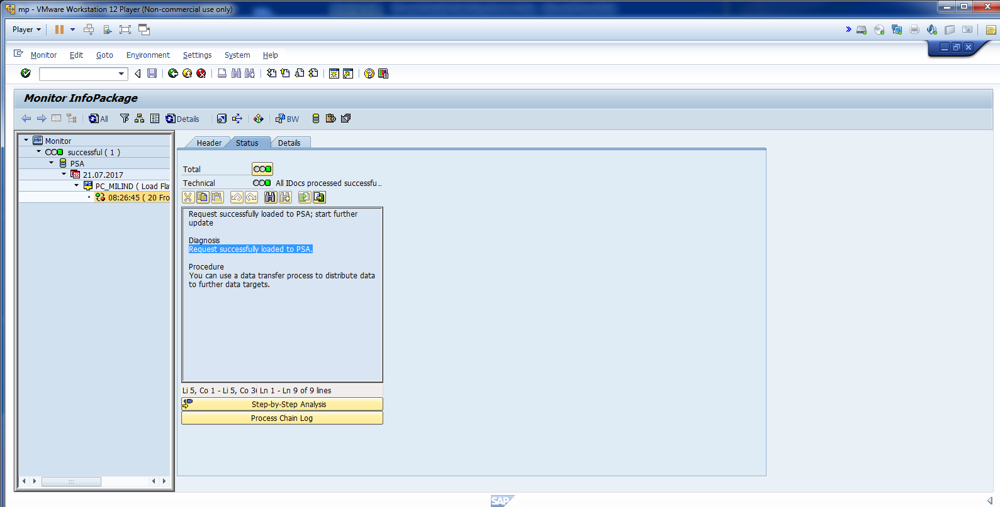 mp - VMware Workstation 12 Player (Non-commercial use only)
Player
Monitor Edit Goto Environment Settings System Help
Monitor InfoPackage
All Details BW
Monitor
successful ( 1 )
PSA
21.07.2017
PC_MILIND ( Load Fla
08:26:45 ( 20 Fro
Header Status Details
Total
Technical All IDocs processed successfu...
Request successfully loaded to PSA; start further
update
Diagnosis
Request successfully loaded to PSA.
Procedure
You can use a data transfer process to distribute data
to further data targets.
Li 5, Co 1 - Li 5, Co 3 Ln 1 - Ln 9 of 9 lines
Step-by-Step Analysis
Process Chain Log
SAP